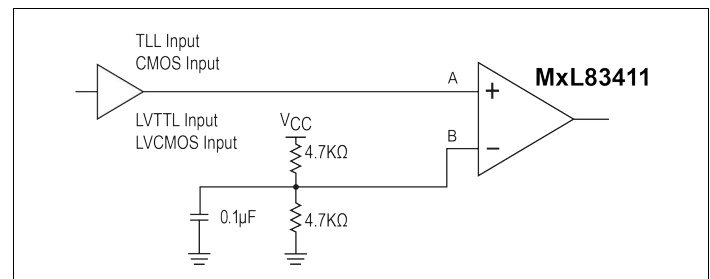 TLL Input
CMOS Input
LVTTL Input
LVCMOS Input
VCC
4.7KΩ
4.7KΩ
0.1µF
A
+
B
−
MxL83411